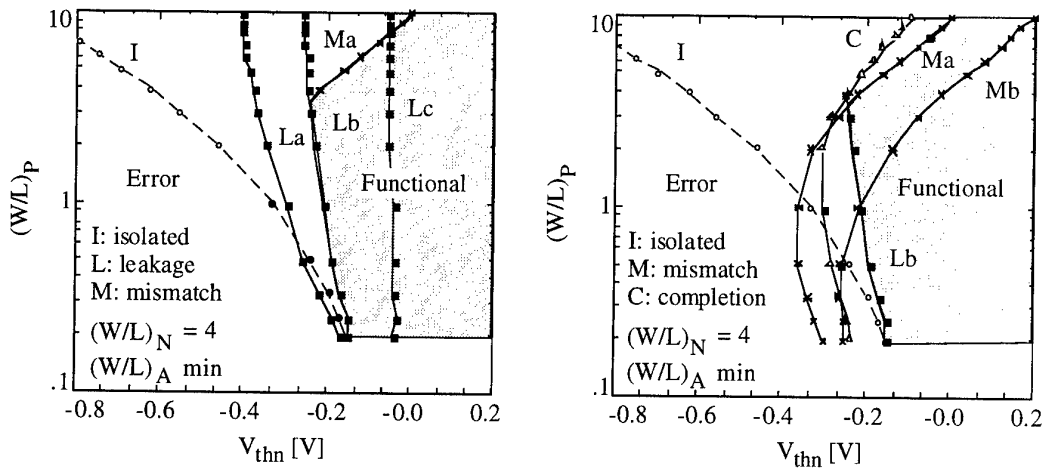 10
1
.1
(W/L)P
I
Ma
La
Lb
Lc
Error
Functional
I: isolated
L: leakage
M: mismatch
(W/L)N = 4
(W/L)A min
-0.8 -0.6 -0.4 -0.2 -0.0 0.2
Vthn [V]
10
1
.1
(W/L)P
I
C
Ma
Mb
Error
Functional
Lb
I: isolated
M: mismatch
C: completion
(W/L)N = 4
(W/L)A min
-0.8 -0.6 -0.4 -0.2 -0.0 0.2
Vthn [V]